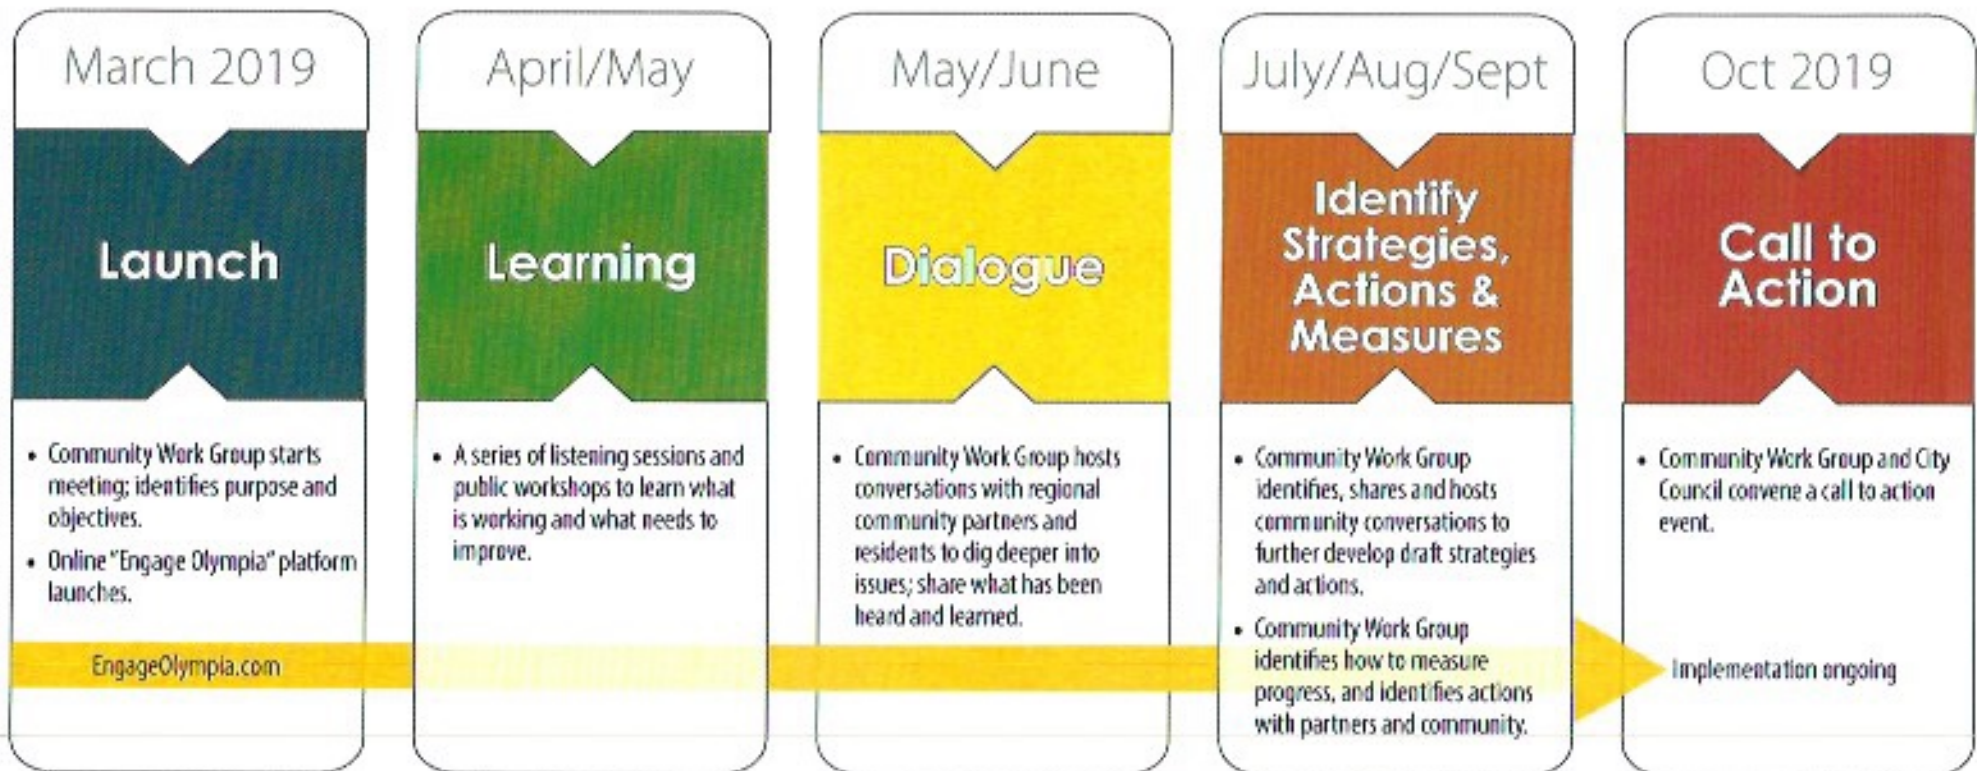 March 2019
Launch
• Community Work Group starts
meeting; identifies purpose and
objectives.
• Online "Engage Olympia" platform
launches.
EngageOlympia.com
April/May
Learning
• A series of listening sessions and
public workshops to learn what
is working and what needs to
improve.
May/June
Dialogue
• Community Work Group hosts
conversations with regional
community partners and
residents to dig deeper into
issues; share what has been
heard and learned.
July/Aug/Sept
Identify
Strategies,
Actions &
Measures
• Community Work Group
identifies, shares and hosts
community conversations to
further develop draft strategies
and actions.
• Community Work Group
identifies how to measure
progress, and identifies actions
with partners and community.
Oct 2019
Call to
Action
• Community Work Group and City
Council convene a call to action
event.
Implementation ongoing